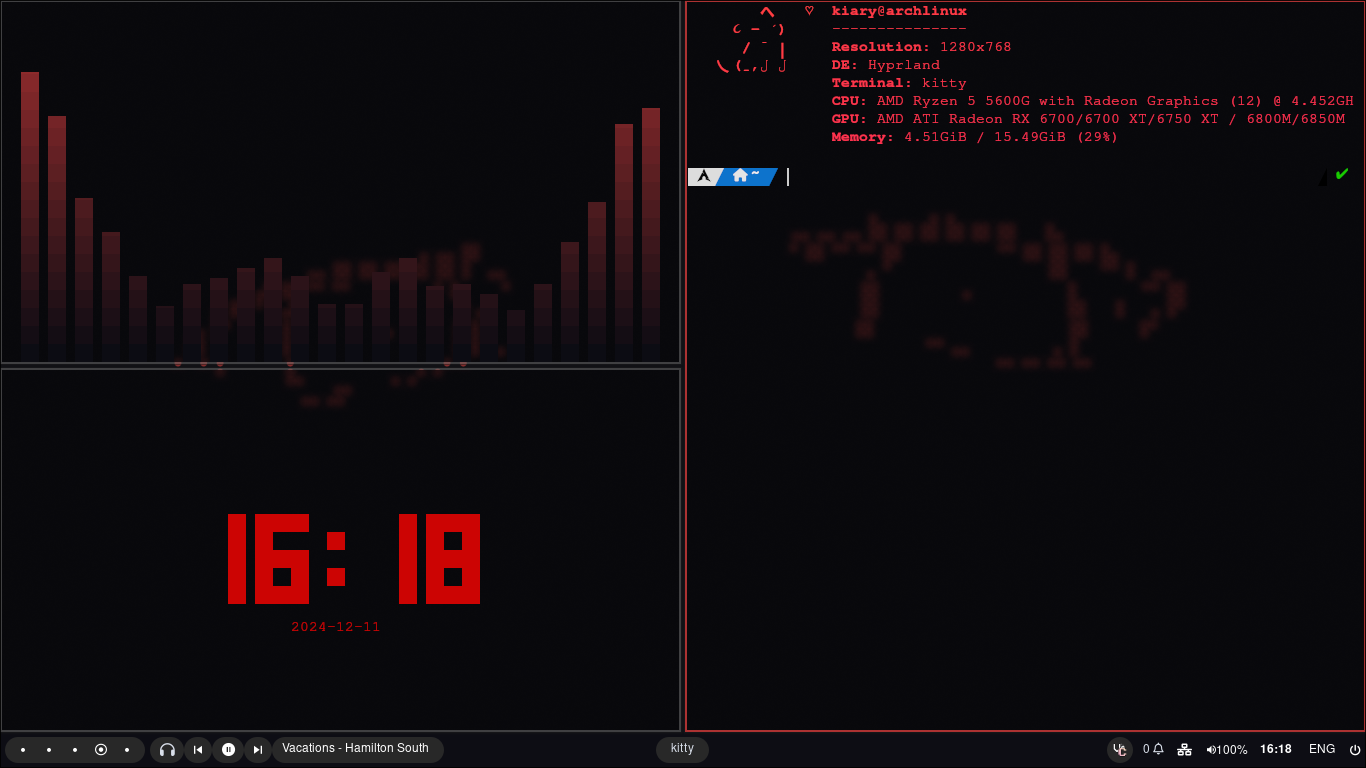 kiary@archlinux
---------------
Resolution: 1280x768
DE: Hyprland
Terminal: kitty
CPU: AMD Ryzen 5 5600G with Radeon Graphics (12) @ 4.452GH
GPU: AMD ATI Radeon RX 6700/6700 XT/6750 XT / 6800M/6850M
Memory: 4.51GiB / 15.49GiB (29%)
~
16:18
2024-12-11
Vacations - Hamilton South
kitty
0
100%
16:18
ENG